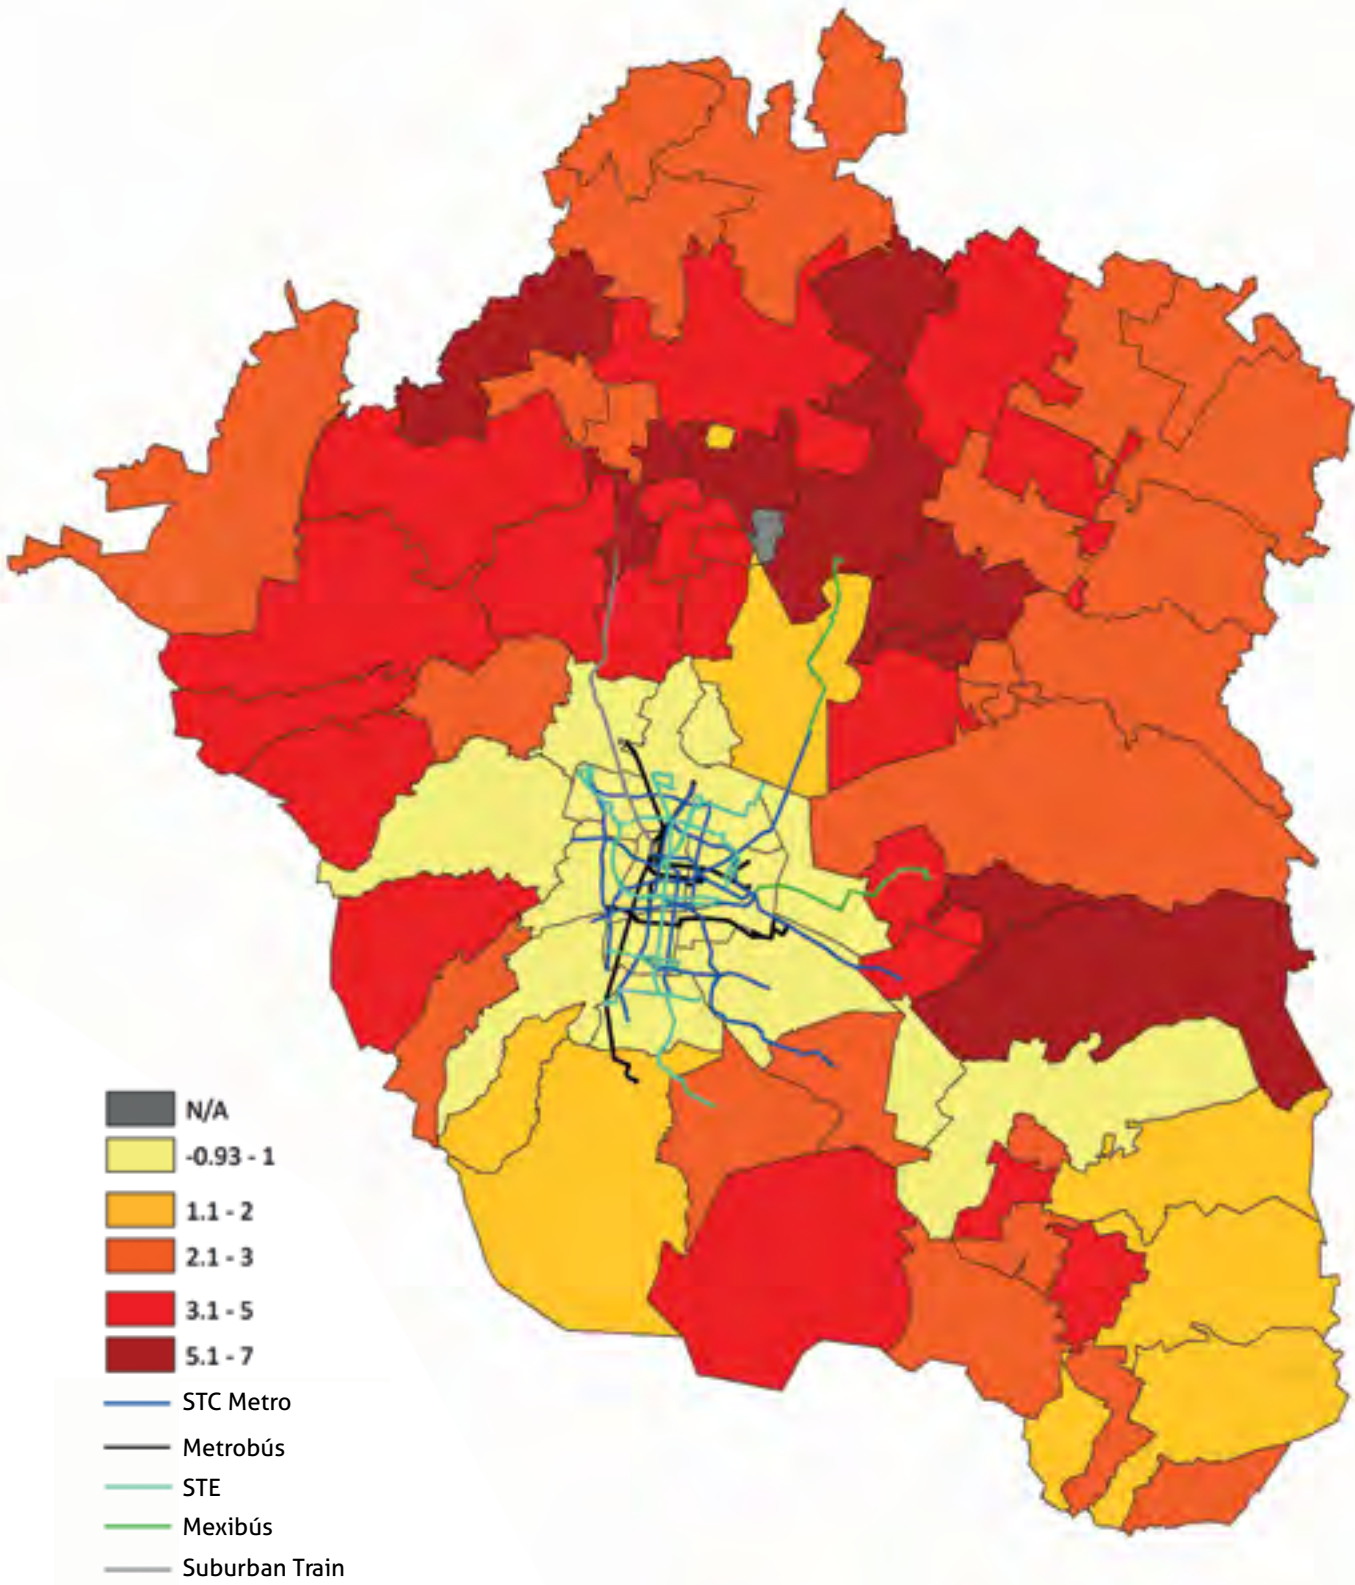 N/A
-0.93 - 1
1.1 - 2
2.1 - 3
3.1 - 5
5.1 - 7
STC Metro
Metrobús
STE
Mexibús
Suburban Train